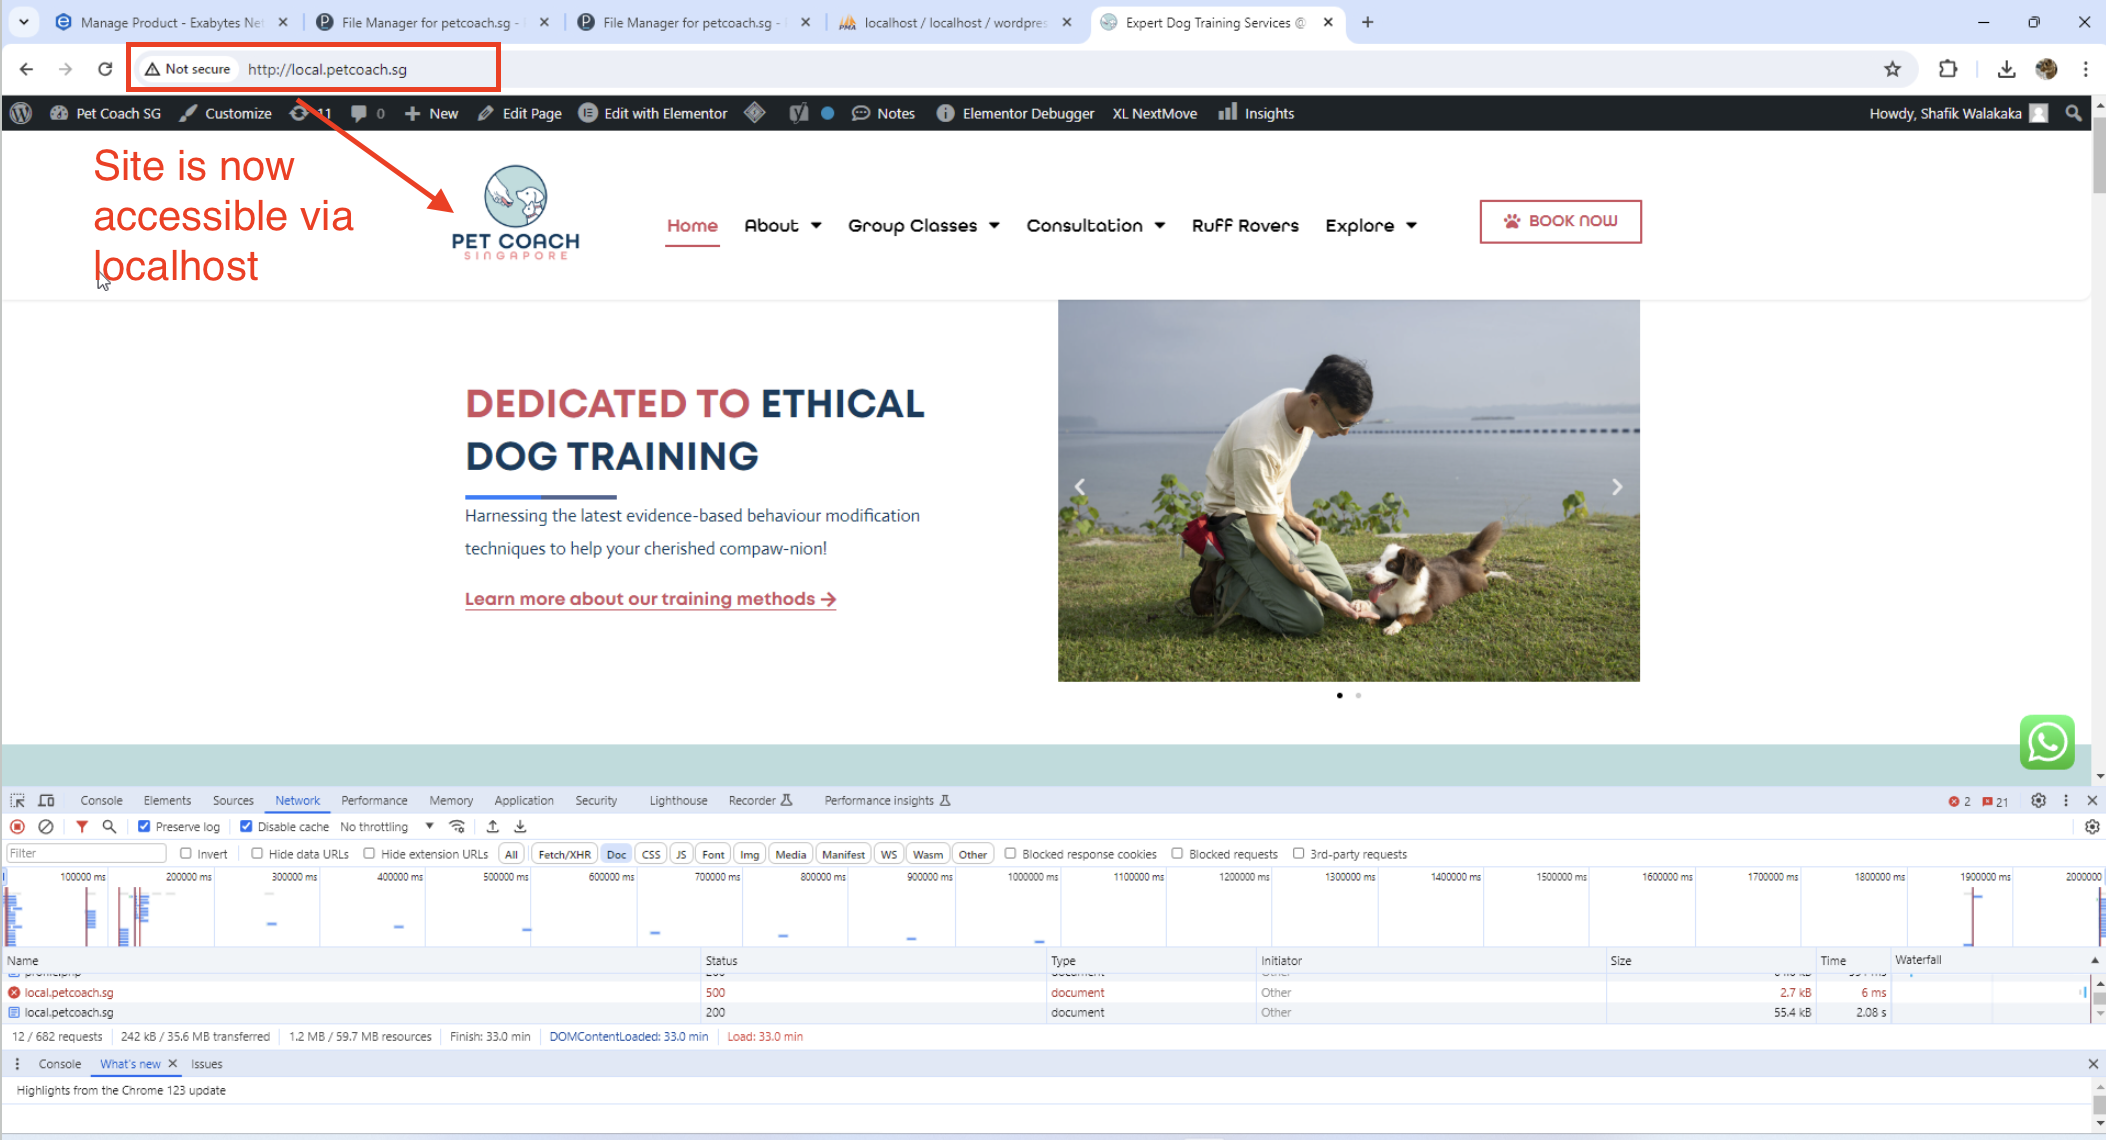 Manage Product - Exabytes Ne
File Manager for petcoach.sg -
File Manager for petcoach.sg -
localhost / localhost / wordpres
Expert Dog Training Services @
Not secure
http://local.petcoach.sg
Pet Coach SG
Customize
11
0
New
Edit Page
Edit with Elementor
Notes
Elementor Debugger
XL NextMove
Insights
Howdy, Shafik Walakaka
Site is now
accessible via
localhost
PET COACH
SINGAPORE
Home
About
Group Classes
Consultation
Ruff Rovers
Explore
BOOK NOW
DEDICATED TO ETHICAL
DOG TRAINING
Harnessing the latest evidence-based behaviour modification
techniques to help your cherished compaw-nion!
Learn more about our training methods →
Console
Elements
Sources
Network
Performance
Memory
Application
Security
Lighthouse
Recorder
Performance insights
2
21
Preserve log
Disable cache
No throttling
Filter
Invert
Hide data URLs
Hide extension URLs
All
Fetch/XHR
Doc
CSS
JS
Font
Img
Media
Manifest
WS
Wasm
Other
Blocked response cookies
Blocked requests
3rd-party requests
100000 ms
200000 ms
300000 ms
400000 ms
500000 ms
600000 ms
700000 ms
800000 ms
900000 ms
1000000 ms
1100000 ms
1200000 ms
1300000 ms
1400000 ms
1500000 ms
1600000 ms
1700000 ms
1800000 ms
1900000 ms
2000000
Name
Status
Type
Initiator
Size
Time
Waterfall
local.petcoach.sg
500
document
Other
2.7 kB
6 ms
local.petcoach.sg
200
document
Other
55.4 kB
2.08 s
12 / 682 requests
242 kB / 35.6 MB transferred
1.2 MB / 59.7 MB resources
Finish: 33.0 min
DOMContentLoaded: 33.0 min
Load: 33.0 min
Console
What's new
Issues
Highlights from the Chrome 123 update